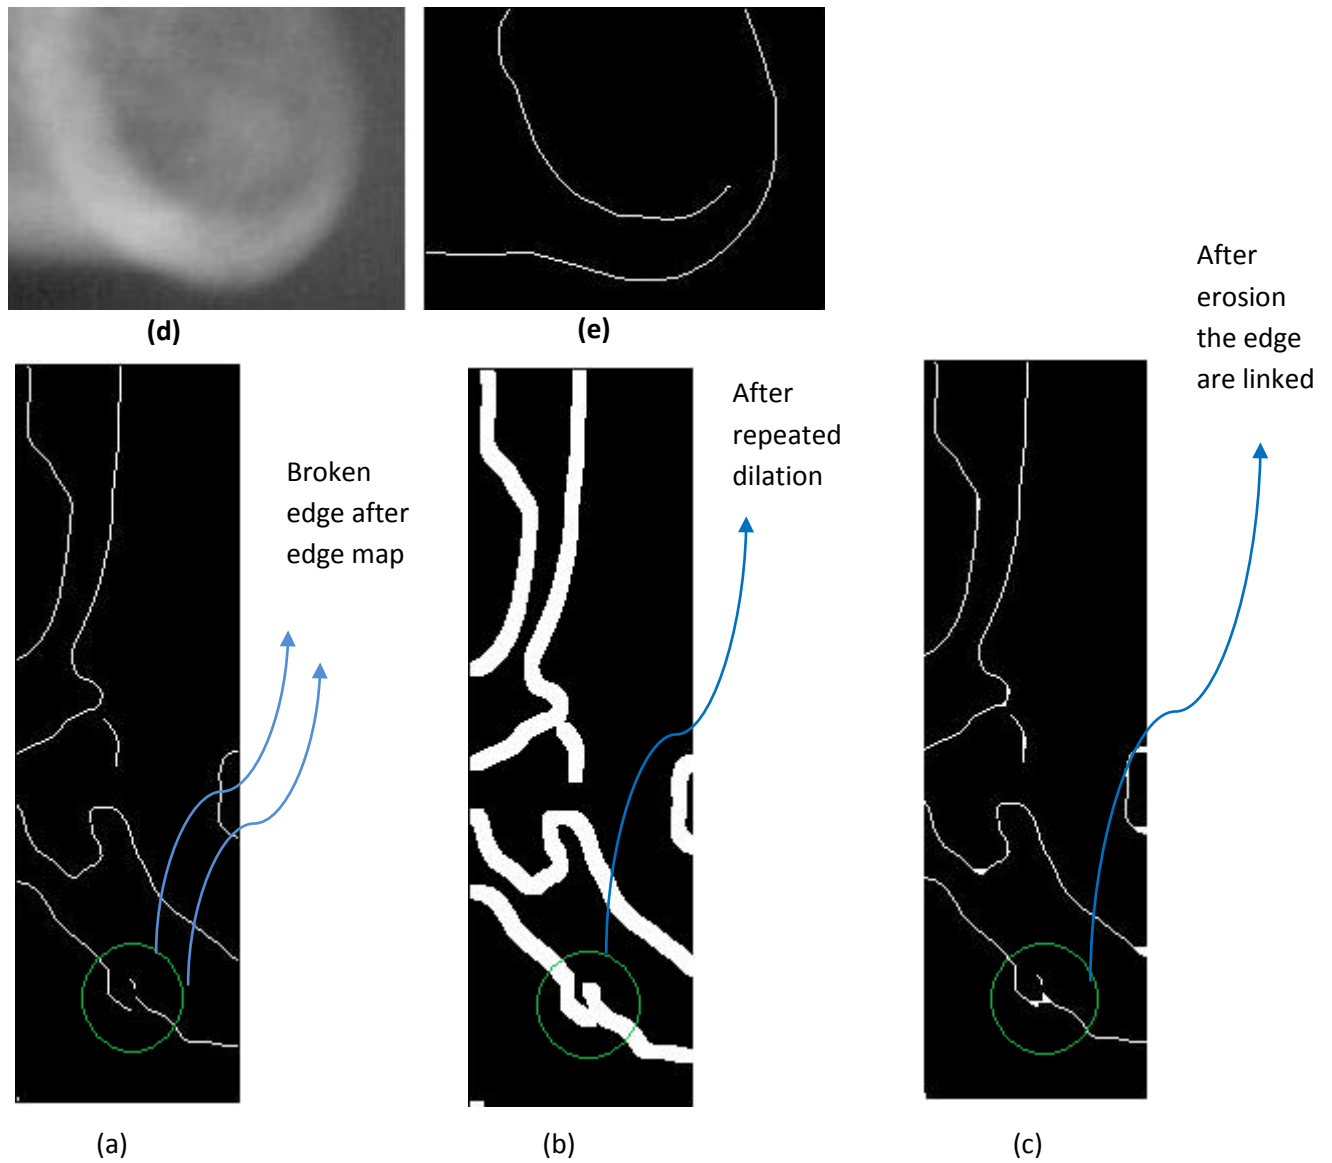 (d)
(e)
After
erosion
the edge
are linked
After
repeated
dilation
Broken
edge after
edge map
(a)
(b)
(c)